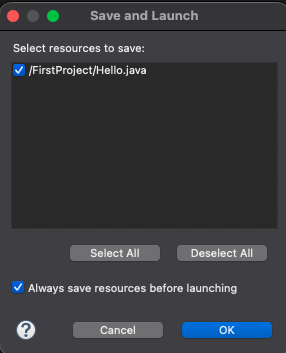 Save and Launch
Select resources to save:
/FirstProject/Hello.java
Select All
Deselect All
Always save resources before launching
?
Cancel
OK